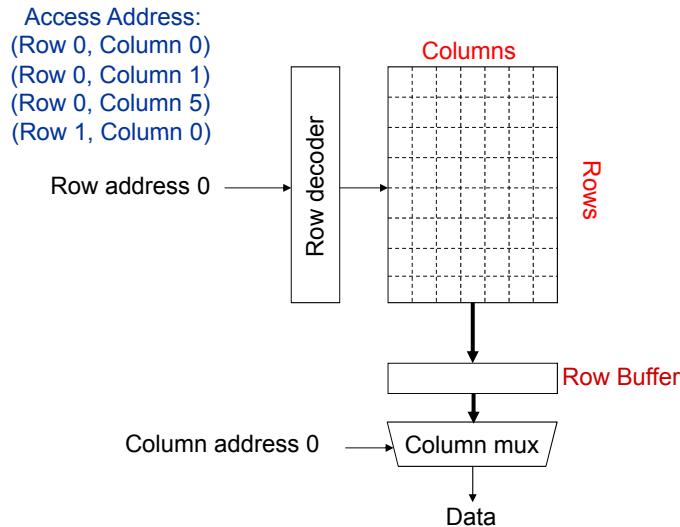 Access Address:
(Row 0, Column 0)
(Row 0, Column 1)
(Row 0, Column 5)
(Row 1, Column 0)
Columns
Rows
Row decoder
Row address 0
Row Buffer
Column address 0
Column mux
Data